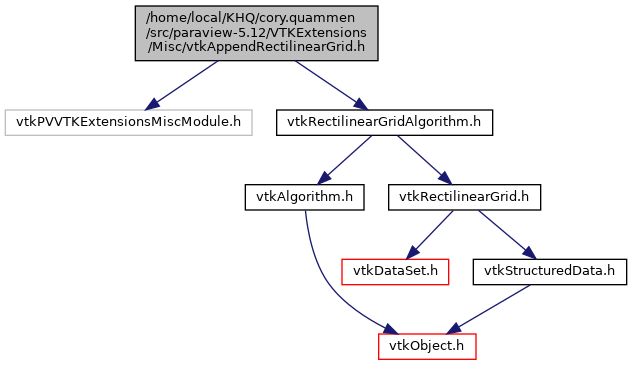 /home/local/KHQ/cory.quammen
/src/paraview-5.12/VTKExtensions
/Misc/vtkAppendRectilinearGrid.h
vtkPVVTKExtensionsMiscModule.h
vtkRectilinearGridAlgorithm.h
vtkAlgorithm.h
vtkRectilinearGrid.h
vtkDataSet.h
vtkStructuredData.h
vtkObject.h